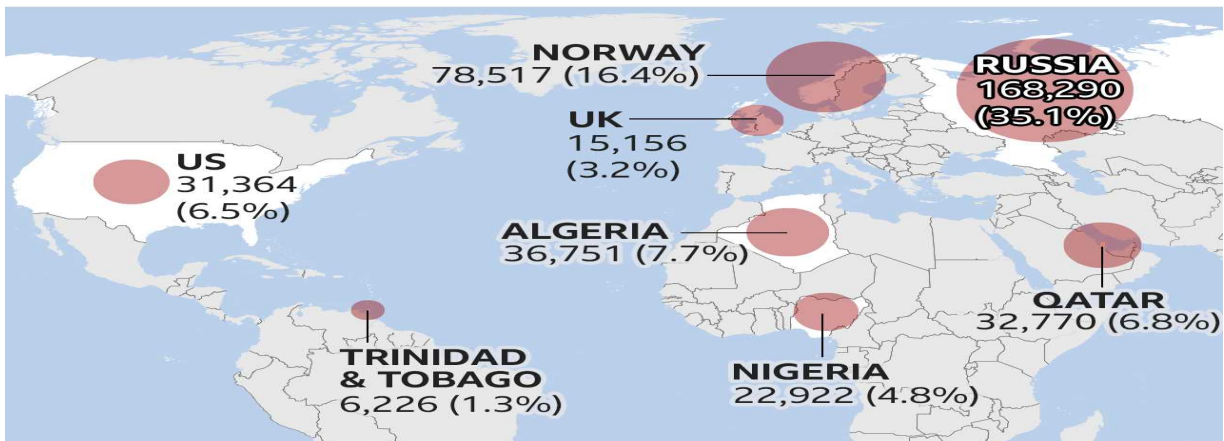 NORWAY
78,517 (16.4%)
RUSSIA
168,290
(35.1%)
UK
15,156
(3.2%)
US
31,364
(6.5%)
ALGERIA
36,751 (7.7%)
QATAR
32,770 (6.8%)
TRINIDAD
& TOBAGO
6,226 (1.3%)
NIGERIA
22,922 (4.8%)